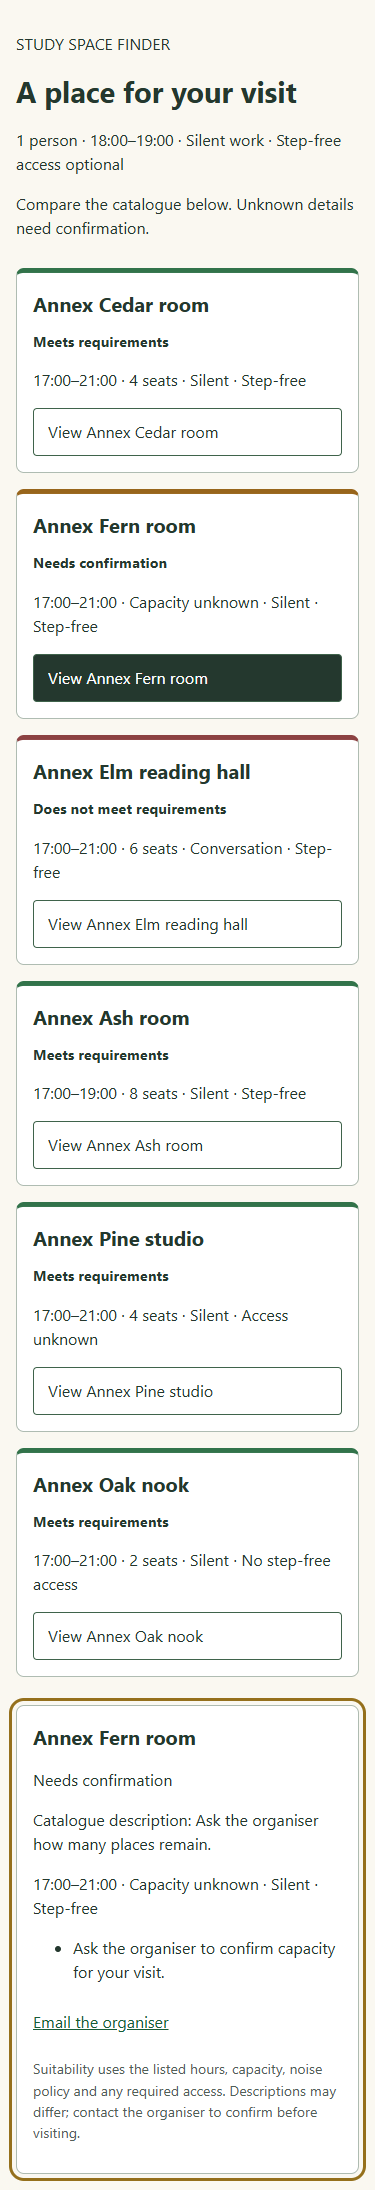 STUDY SPACE FINDER
A place for your visit
1 person · 18:00–19:00 · Silent work · Step-free
access optional
Compare the catalogue below. Unknown details
need confirmation.
Annex Cedar room
Meets requirements
17:00–21:00 · 4 seats · Silent · Step-free
View Annex Cedar room
Annex Fern room
Needs confirmation
17:00–21:00 · Capacity unknown · Silent ·
Step-free
View Annex Fern room
Annex Elm reading hall
Does not meet requirements
17:00–21:00 · 6 seats · Conversation · Step-
free
View Annex Elm reading hall
Annex Ash room
Meets requirements
17:00–19:00 · 8 seats · Silent · Step-free
View Annex Ash room
Annex Pine studio
Meets requirements
17:00–21:00 · 4 seats · Silent · Access
unknown
View Annex Pine studio
Annex Oak nook
Meets requirements
17:00–21:00 · 2 seats · Silent · No step-free
access
View Annex Oak nook
Annex Fern room
Needs confirmation
Catalogue description: Ask the organiser
how many places remain.
17:00–21:00 · Capacity unknown · Silent ·
Step-free
• Ask the organiser to confirm capacity
for your visit.
Email the organiser
Suitability uses the listed hours, capacity, noise
policy and any required access. Descriptions may
differ; contact the organiser to confirm before
visiting.